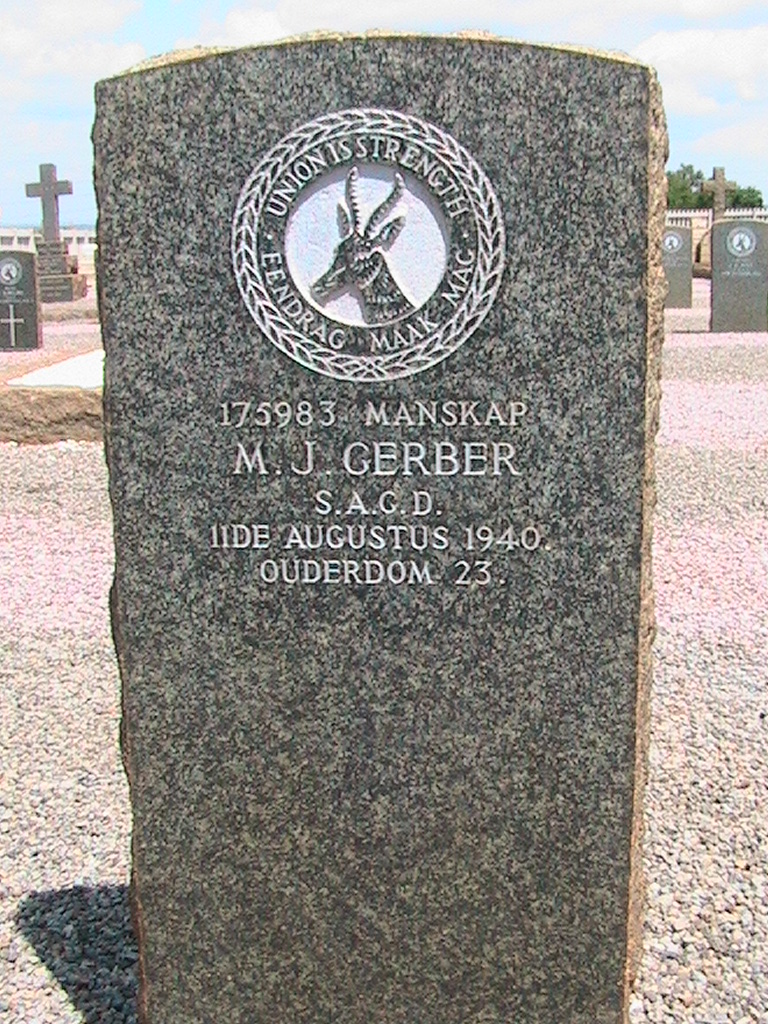 UNION IS STRENGTH
EENDRAG MAAK MAG
175983 MANSKAP
M. J. GERBER
S.A.G.D.
11DE AUGUSTUS 1940.
OUDERDOM 23.